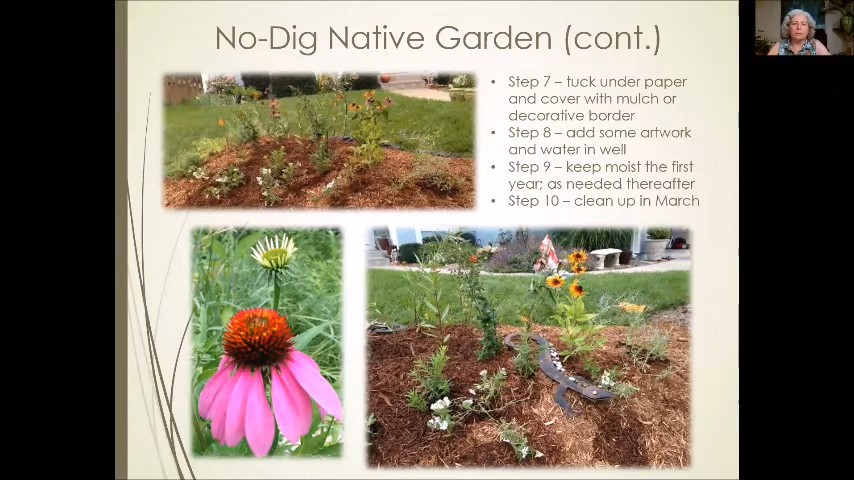 No-Dig Native Garden (cont.)
• Step 7 – tuck under paper
and cover with mulch or
decorative border
• Step 8 – add some artwork
and water in well
• Step 9 – keep moist the first
year; as needed thereafter
• Step 10 – clean up in March